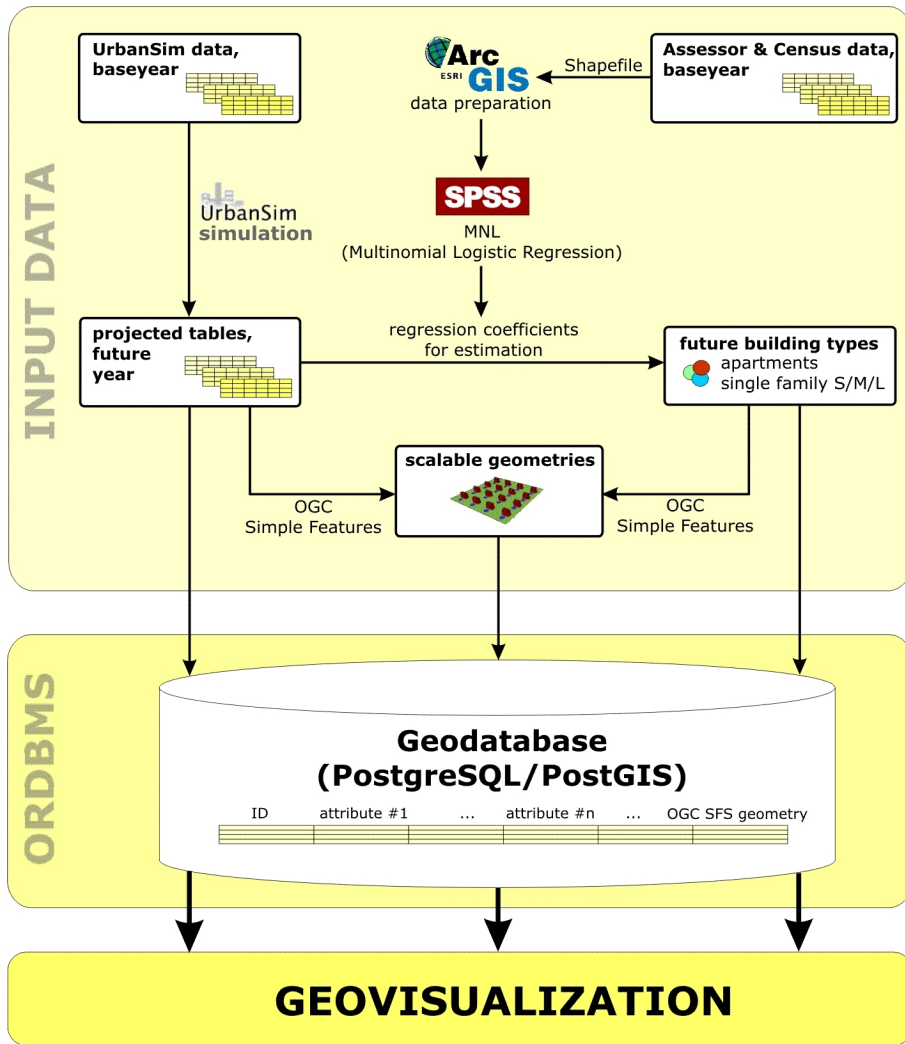 INPUT DATA
UrbanSim data,
baseyear
Arc
ESRI GIS
data preparation
Shapefile
Assessor & Census data,
baseyear
SPSS
MNL
(Multinomial Logistic Regression)
UrbanSim
simulation
projected tables,
future
year
regression coefficients
for estimation
future building types
apartments
single family S/M/L
scalable geometries
OGC
Simple Features
OGC
Simple Features
ORDBMS
Geodatabase
(PostgreSQL/PostGIS)
ID attribute #1 ... attribute #n ... OGC SFS geometry
GEOVISUALIZATION